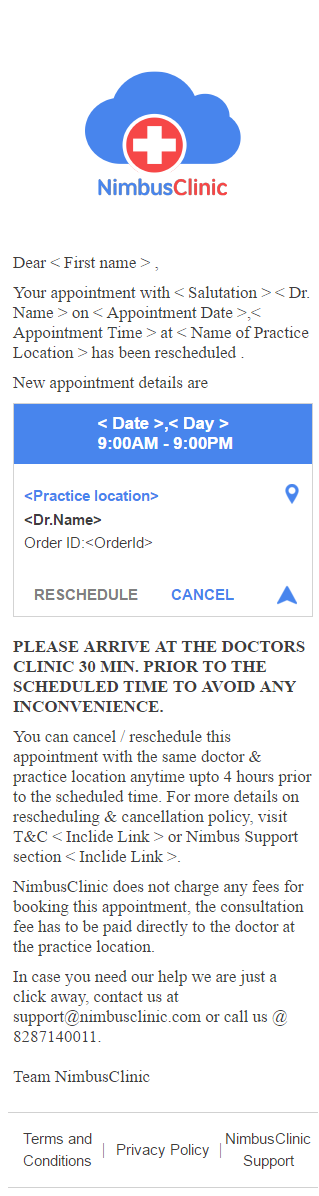 NimbusClinic
Dear < First name > ,
Your appointment with < Salutation > < Dr.
Name > on < Appointment Date >,<
Appointment Time > at < Name of Practice
Location > has been rescheduled .
New appointment details are
< Date >,< Day >
9:00AM - 9:00PM
<Practice location>
<Dr.Name>
Order ID:<OrderId>
RESCHEDULE CANCEL
PLEASE ARRIVE AT THE DOCTORS
CLINIC 30 MIN. PRIOR TO THE
SCHEDULED TIME TO AVOID ANY
INCONVENIENCE.
You can cancel / reschedule this
appointment with the same doctor &
practice location anytime upto 4 hours prior
to the scheduled time. For more details on
rescheduling & cancellation policy, visit
T&C < Inclide Link > or Nimbus Support
section < Inclide Link >.
NimbusClinic does not charge any fees for
booking this appointment, the consultation
fee has to be paid directly to the doctor at
the practice location.
In case you need our help we are just a
click away, contact us at
support@nimbusclinic.com or call us @
8287140011.
Team NimbusClinic
Terms and
Conditions
| Privacy Policy |
NimbusClinic
Support